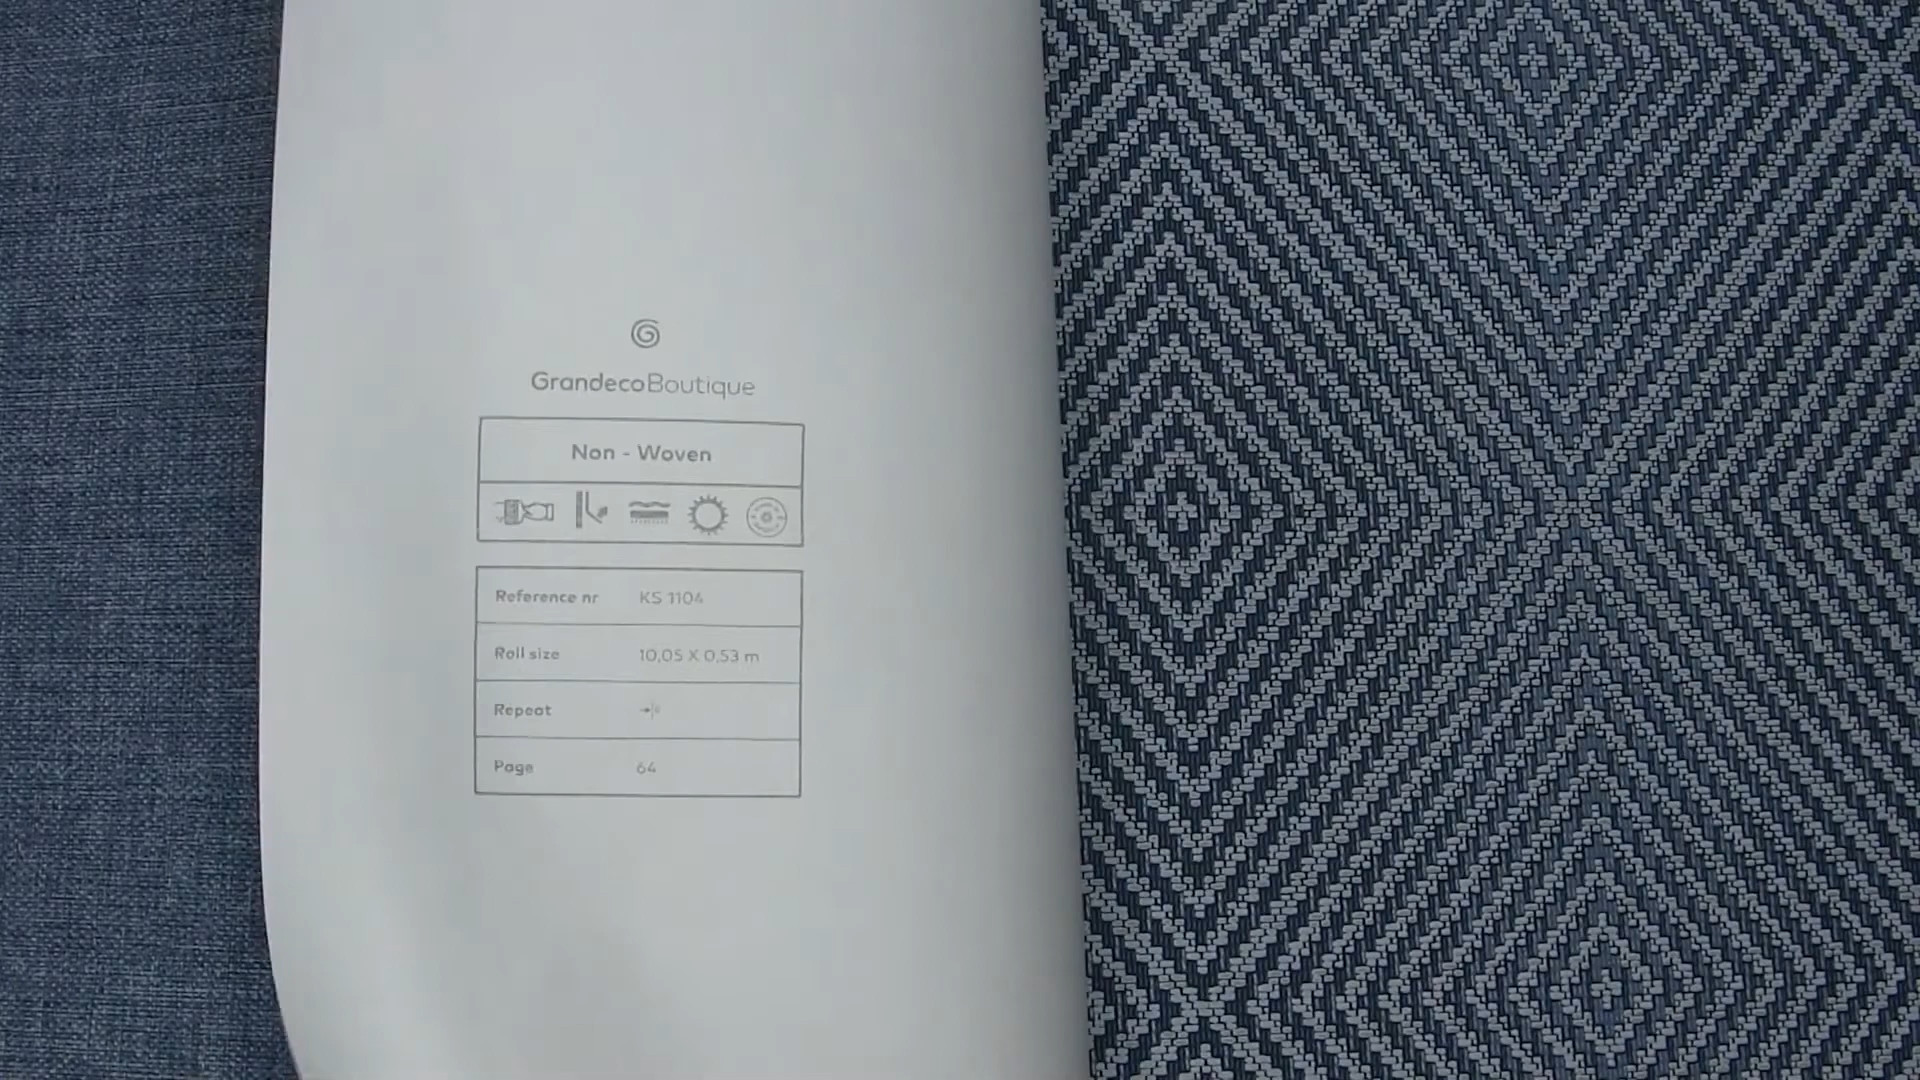 GrandecoBoutique
Non - Woven
Reference nr KS 1104
Roll size 10,05 X 0,53 m
Repeat
Page 64